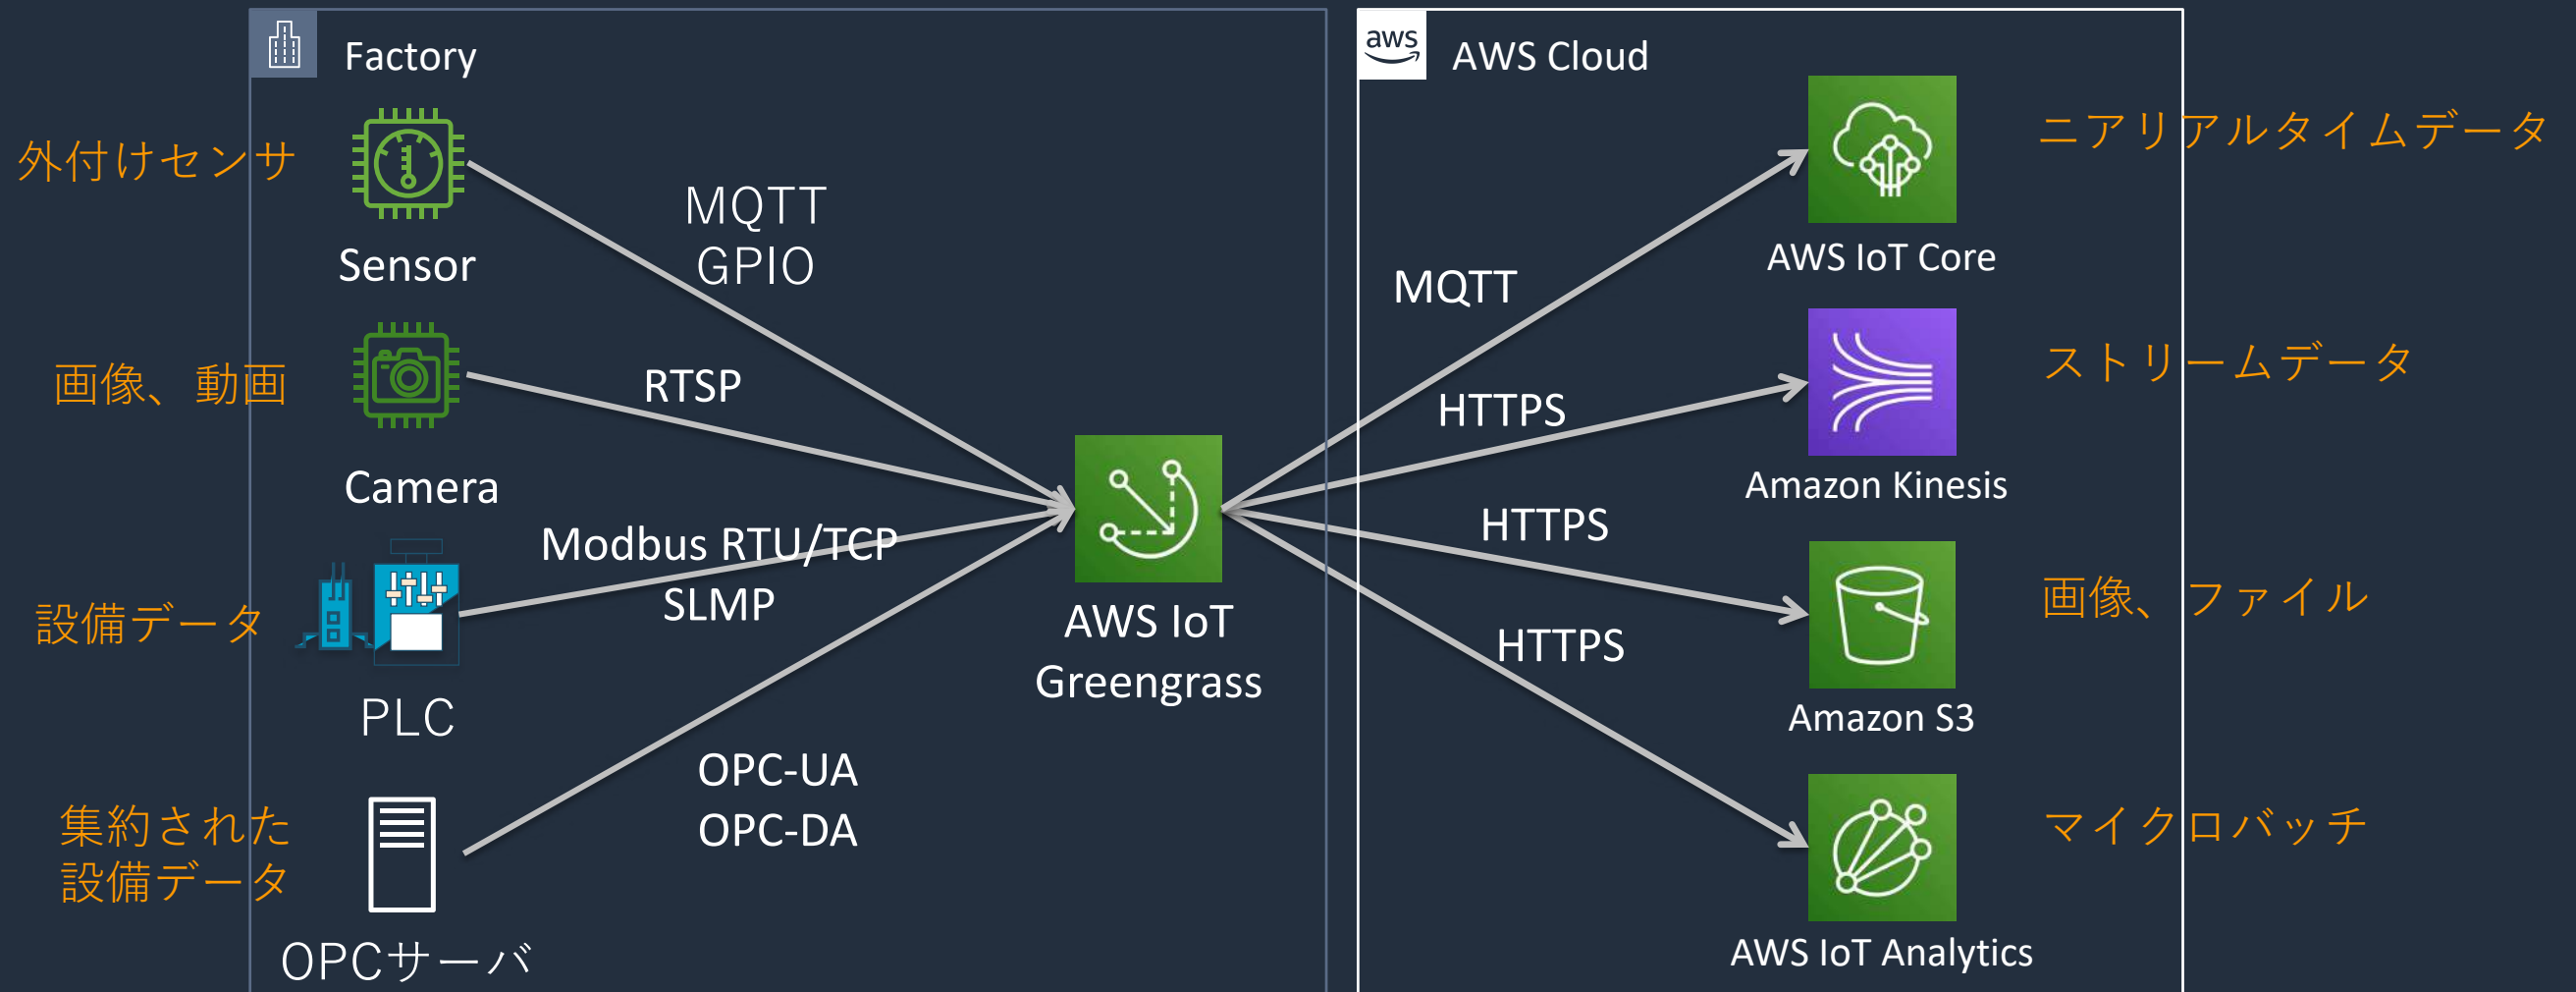 Factory
外付けセンサ
Sensor
MQTT
GPIO
画像、動画
Camera
RTSP
設備データ
PLC
Modbus RTU/TCP
SLMP
集約された
設備データ
OPCサーバ
OPC-UA
OPC-DA
AWS IoT
Greengrass
aws
AWS Cloud
MQTT
AWS IoT Core
ニアリアルタイムデータ
HTTPS
Amazon Kinesis
ストリームデータ
HTTPS
Amazon S3
画像、ファイル
HTTPS
AWS IoT Analytics
マイクロバッチ